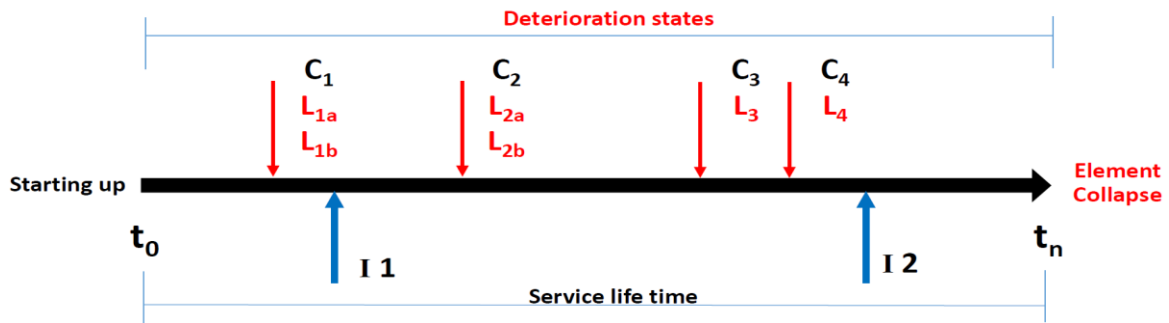 Deterioration states
C1 C2 C3 C4
L1a L2a L3 L4
L1b L2b
Starting up
Element
Collapse
t0 tn
I 1 I 2
Service life time